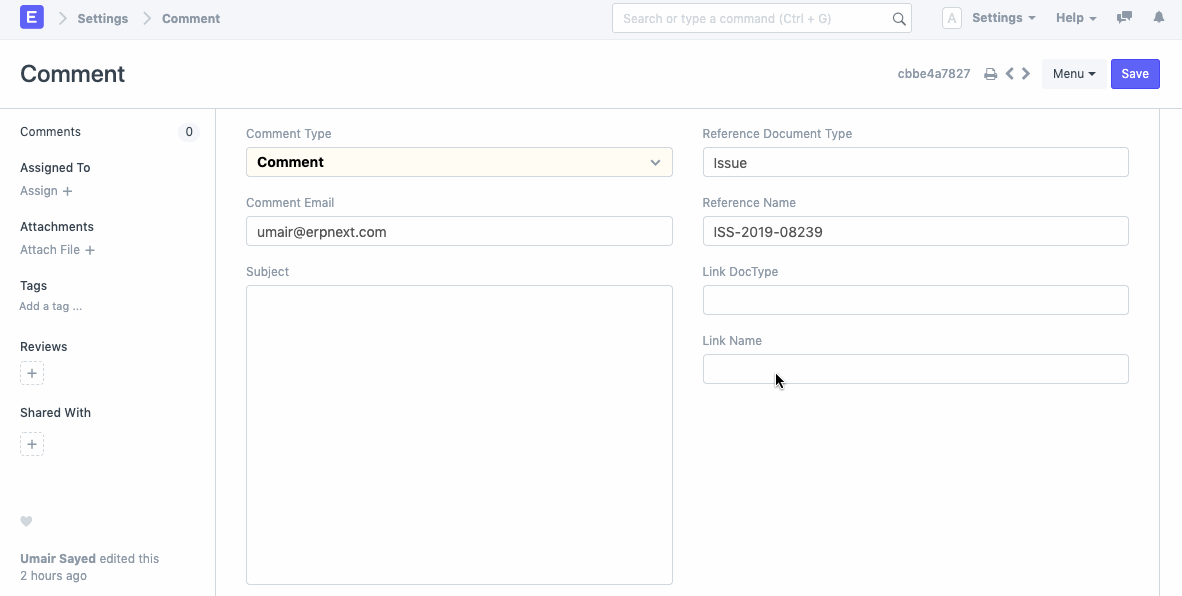 E Settings Comment Search or type a command (Ctrl + G) A Settings Help
Comment cbbe4a7827 Menu Save
Comments 0
Assigned To
Assign +
Attachments
Attach File +
Tags
Add a tag ...
Reviews
+
Shared With
+
Umair Sayed edited this
2 hours ago
Comment Type
Comment
Comment Email
umair@erpnext.com
Subject
Reference Document Type
Issue
Reference Name
ISS-2019-08239
Link DocType
Link Name